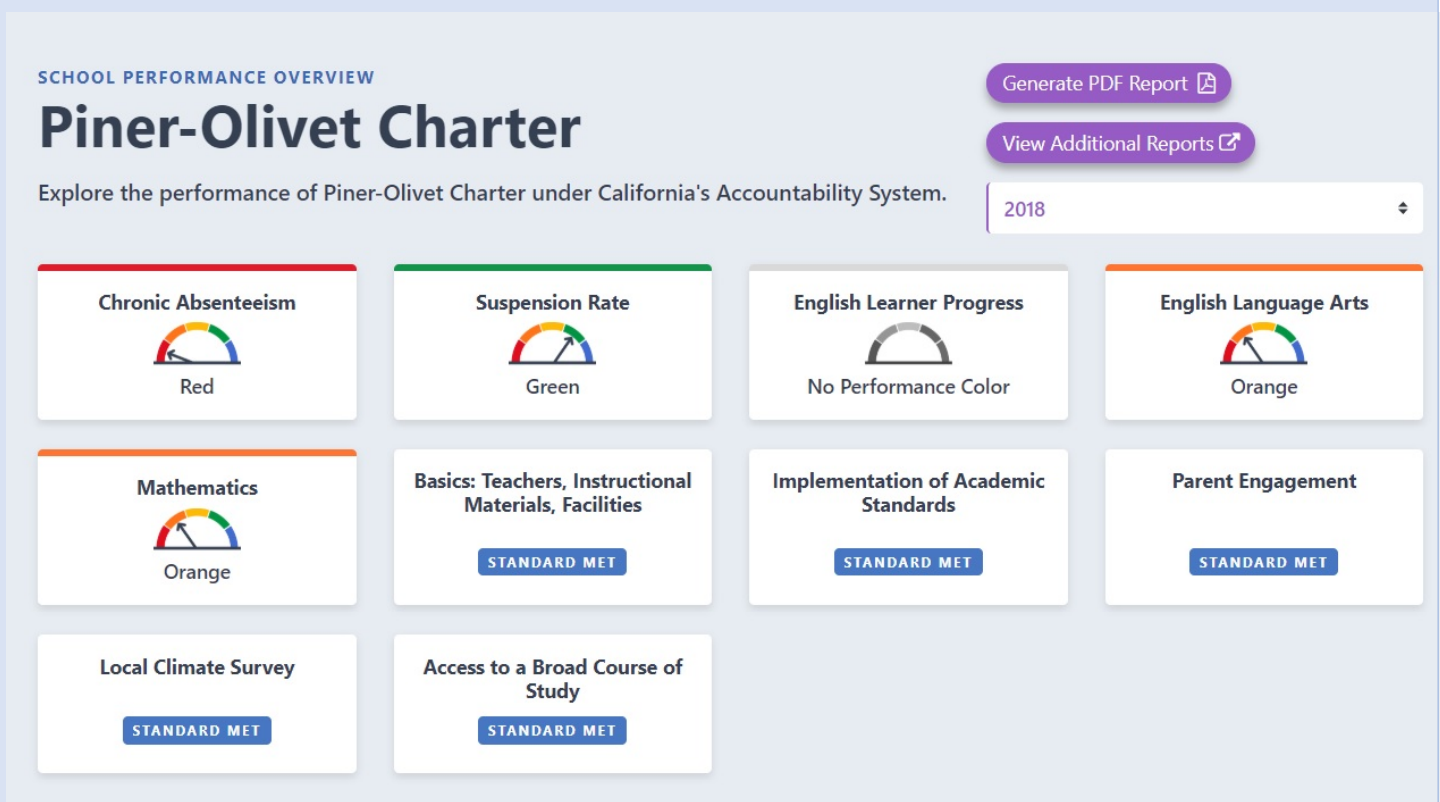 SCHOOL PERFORMANCE OVERVIEW
Piner-Olivet Charter
Explore the performance of Piner-Olivet Charter under California's Accountability System.
Generate PDF Report
View Additional Reports
2018
Chronic Absenteeism
Red
Suspension Rate
Green
English Learner Progress
No Performance Color
English Language Arts
Orange
Mathematics
Orange
Basics: Teachers, Instructional
Materials, Facilities
STANDARD MET
Implementation of Academic
Standards
STANDARD MET
Parent Engagement
STANDARD MET
Local Climate Survey
STANDARD MET
Access to a Broad Course of
Study
STANDARD MET